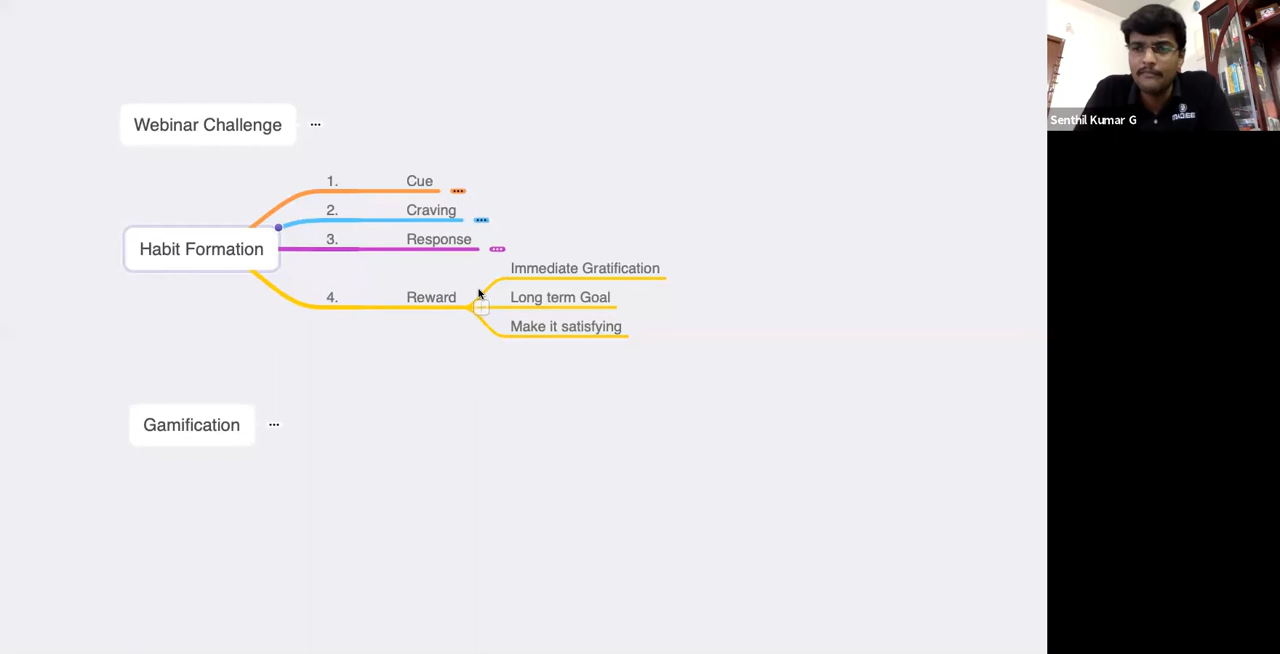 Webinar Challenge
1. Cue
2. Craving
Habit Formation
3. Response
4. Reward
Immediate Gratification
Long term Goal
Make it satisfying
Gamification
Senthil Kumar G